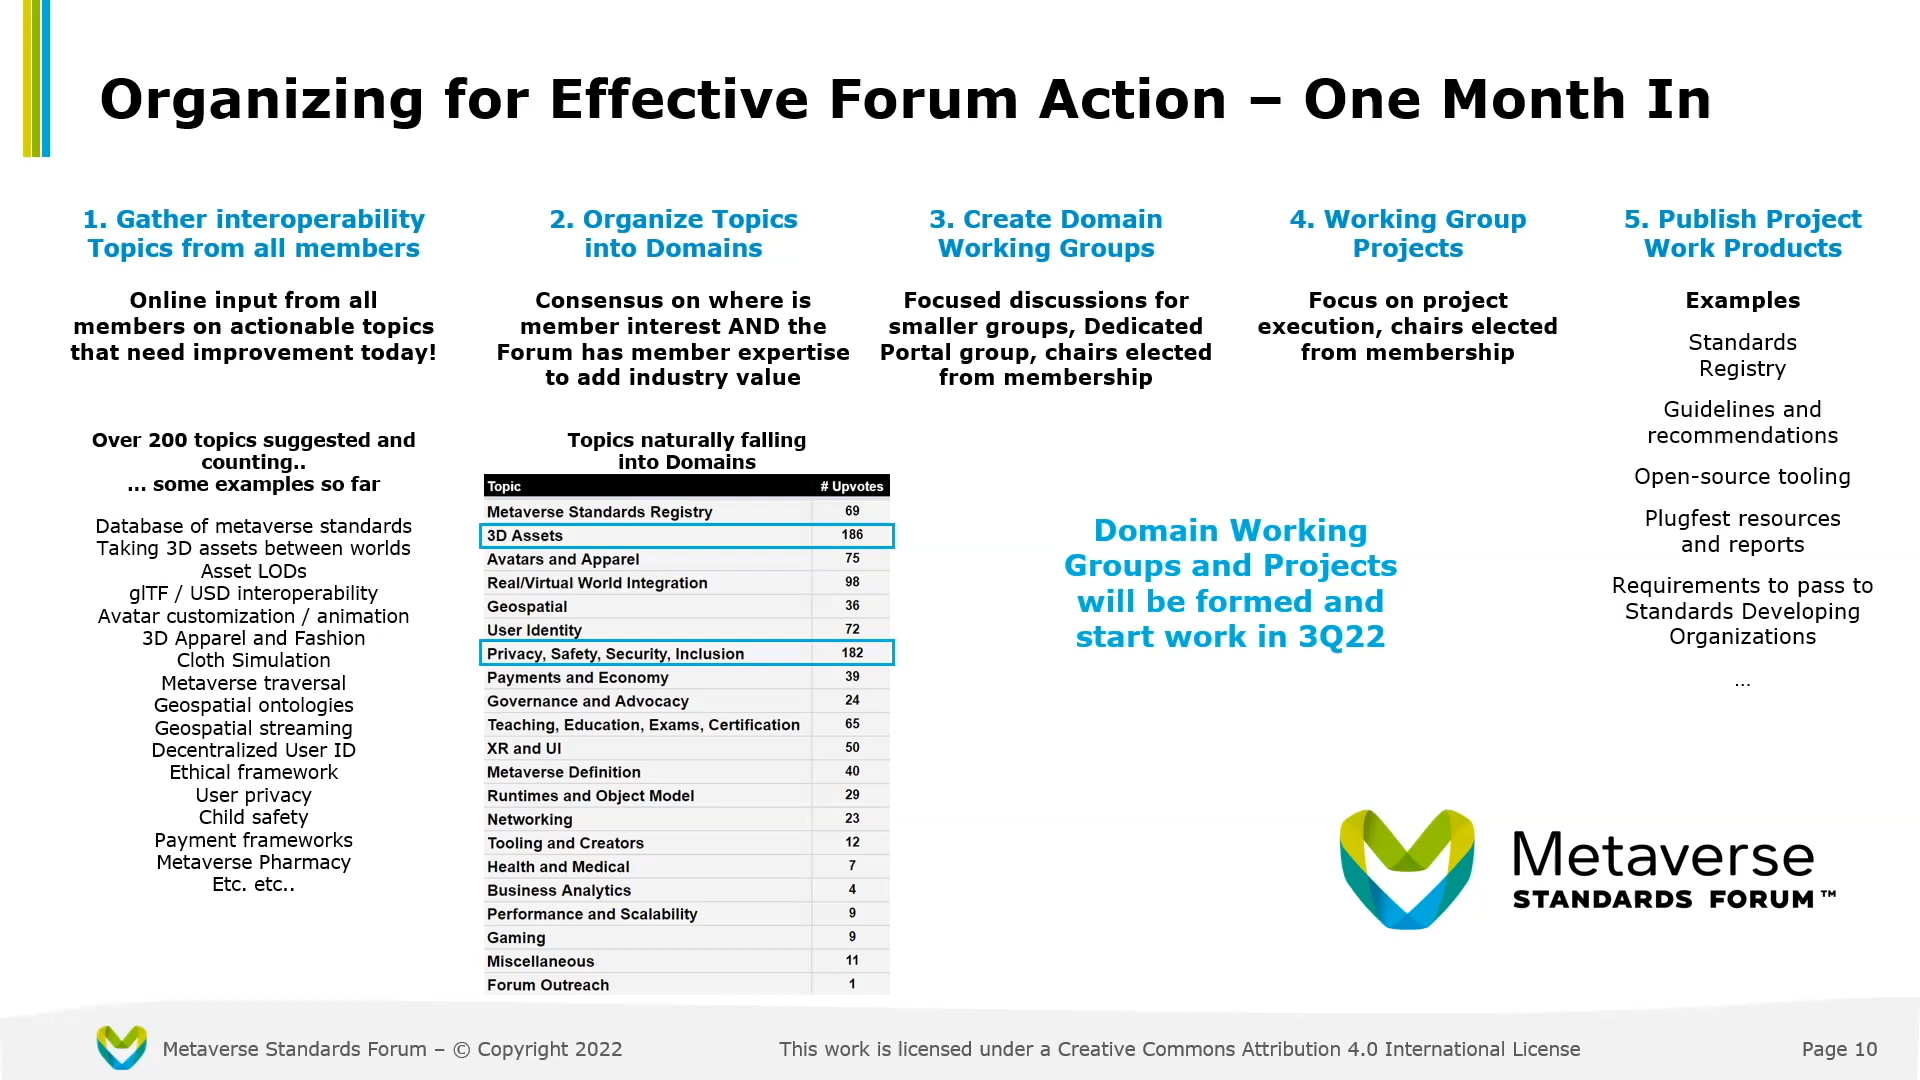 Organizing for Effective Forum Action – One Month In
1. Gather interoperability
Topics from all members
Online input from all
members on actionable topics
that need improvement today!
Over 200 topics suggested and
counting..
... some examples so far
Database of metaverse standards
Taking 3D assets between worlds
Asset LODs
glTF / USD interoperability
Avatar customization / animation
3D Apparel and Fashion
Cloth Simulation
Metaverse traversal
Geospatial ontologies
Geospatial streaming
Decentralized User ID
Ethical framework
User privacy
Child safety
Payment frameworks
Metaverse Pharmacy
Etc. etc..
2. Organize Topics
into Domains
Consensus on where is
member interest AND the
Forum has member expertise
to add industry value
Topics naturally falling
into Domains
Topic # Upvotes
Metaverse Standards Registry 69
3D Assets 186
Avatars and Apparel 75
Real/Virtual World Integration 98
Geospatial 36
User Identity 72
Privacy, Safety, Security, Inclusion 182
Payments and Economy 39
Governance and Advocacy 24
Teaching, Education, Exams, Certification 65
XR and UI 50
Metaverse Definition 40
Runtimes and Object Model 29
Networking 23
Tooling and Creators 12
Health and Medical 7
Business Analytics 4
Performance and Scalability 9
Gaming 9
Miscellaneous 11
Forum Outreach 1
3. Create Domain
Working Groups
Focused discussions for
smaller groups, Dedicated
Portal group, chairs elected
from membership
4. Working Group
Projects
Focus on project
execution, chairs elected
from membership
Domain Working
Groups and Projects
will be formed and
start work in 3Q22
5. Publish Project
Work Products
Examples
Standards
Registry
Guidelines and
recommendations
Open-source tooling
Plugfest resources
and reports
Requirements to pass to
Standards Developing
Organizations
...
Metaverse
STANDARDS FORUM™
Metaverse Standards Forum – © Copyright 2022
This work is licensed under a Creative Commons Attribution 4.0 International License
Page 10